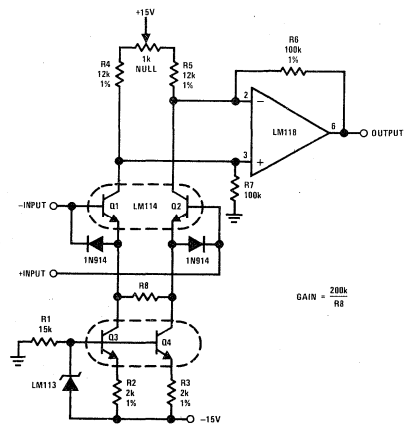 +15V
R4
12k
1%
1k
NULL
R5
12k
1%
R6
100k
1%
2
−
LM118
6
OUTPUT
3
+
R7
100k
−INPUT
Q1
LM114
Q2
1N914
1N914
+INPUT
R8
GAIN = 200k
R8
R1
15k
Q3
Q4
LM113
R2
2k
1%
R3
2k
1%
−15V